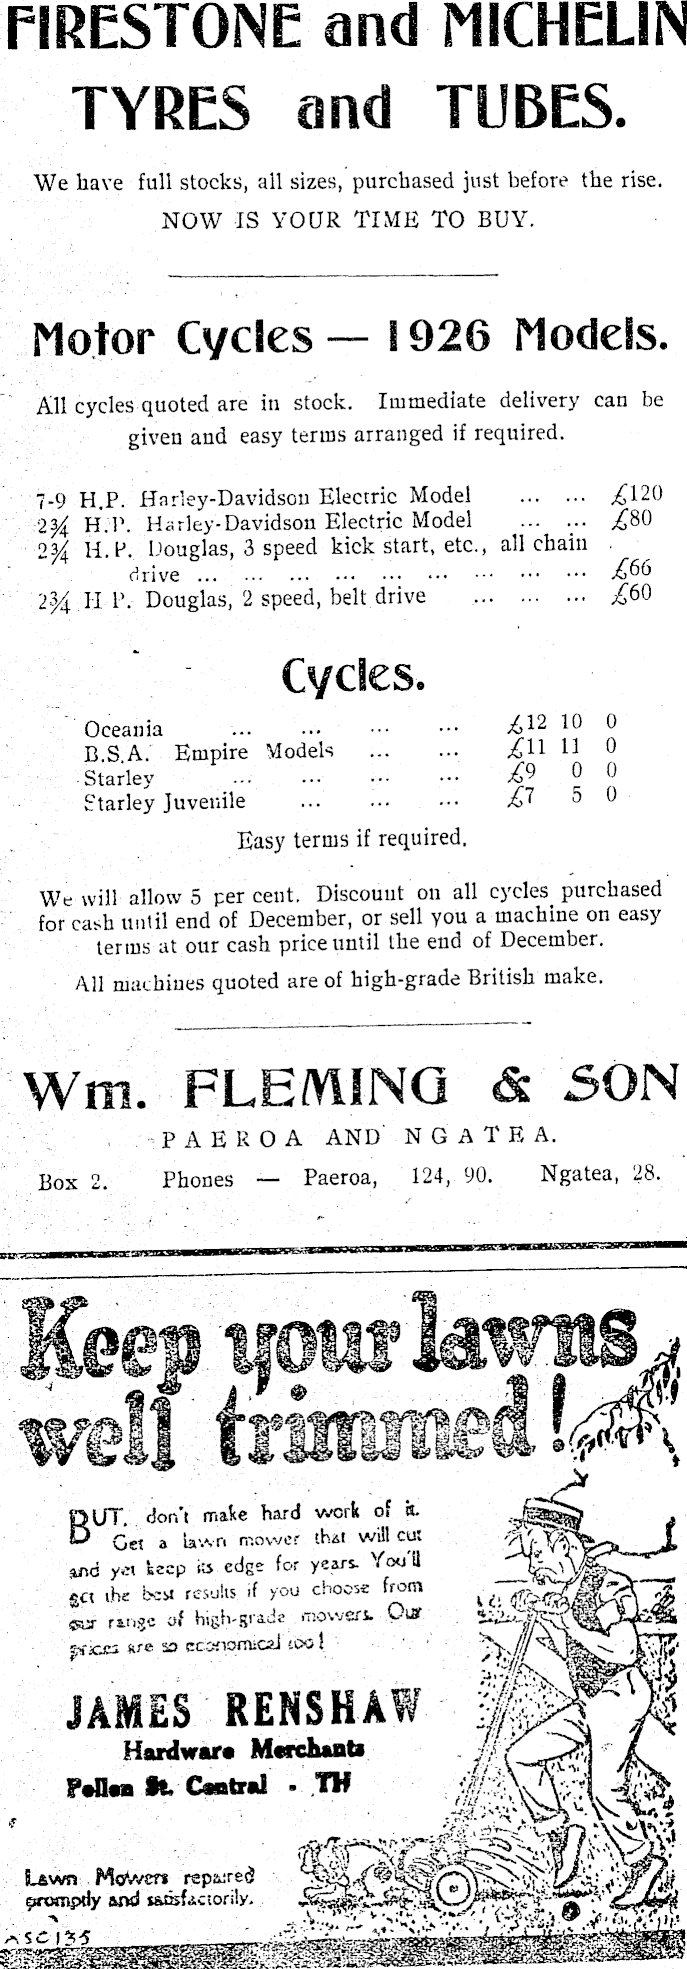 FIRESTONE and MICHELIN
TYRES and TUBES.
We have full stocks, all sizes, purchased just before the rise.
NOW IS YOUR TIME TO BUY.
Motor Cycles — 1926 Models.
All cycles quoted are in stock. Immediate delivery can be
given and easy terms arranged if required.
7-9 H.P. Harley-Davidson Electric Model ... ... £120
2¾ H.P. Harley-Davidson Electric Model ... ... £80
2¾ H.P. Douglas, 3 speed kick start, etc., all chain
drive ... ... ... ... ... ... ... ... ... £66
2¾ H P. Douglas, 2 speed, belt drive ... ... ... £60
Cycles.
Oceania ... ... ... ... £12 10 0
B.S.A. Empire Models ... ... £11 11 0
Starley ... ... ... ... £9 0 0
Starley Juvenile ... ... ... £7 5 0
Easy terms if required.
We will allow 5 per cent. Discount on all cycles purchased
for cash until end of December, or sell you a machine on easy
terms at our cash price until the end of December.
All machines quoted are of high-grade British make.
Wm. FLEMING & SON
PAEROA AND NGATEA.
Box 2. Phones — Paeroa, 124, 90. Ngatea, 28.
Keep your lawns
well trimmed!
BUT, don't make hard work of it.
Get a lawn mower that will cut
and yet keep its edge for years. You'll
get the best results if you choose from
our range of high-grade mowers. Our
prices are so economical too!
JAMES RENSHAW
Hardware Merchants
Pollen St. Central - TH
Lawn Mowers repaired
promptly and satisfactorily.
ASC135